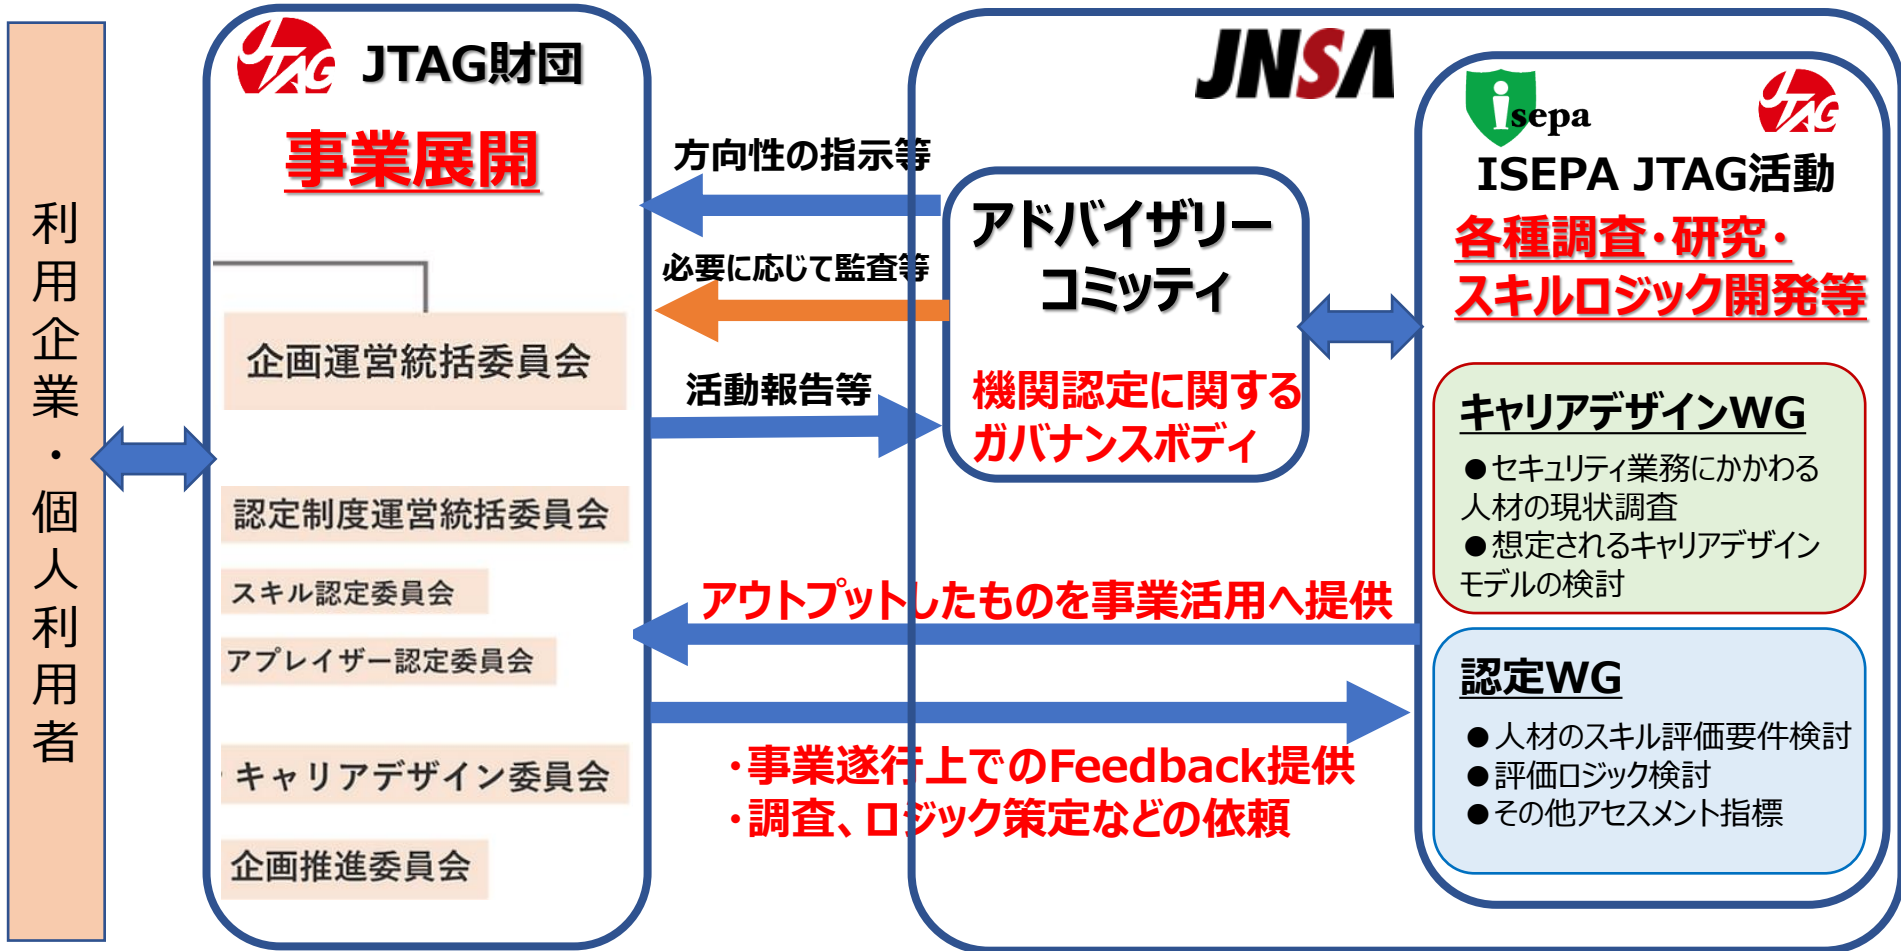 利用企業・個人利用者
JTAG
JTAG財団
事業展開
企画運営統括委員会
認定制度運営統括委員会
スキル認定委員会
アプレイザー認定委員会
キャリアデザイン委員会
企画推進委員会
方向性の指示等
必要に応じて監査等
活動報告等
JNSA
アドバイザリー
コミッティ
機関認定に関する
ガバナンスボディ
アウトプットしたものを事業活用へ提供
・事業遂行上でのFeedback提供
・調査、ロジック策定などの依頼
isepa
JTAG
ISEPA JTAG活動
各種調査・研究・
スキルロジック開発等
キャリアデザインWG
●セキュリティ業務にかかわる
人材の現状調査
●想定されるキャリアデザイン
モデルの検討
認定WG
●人材のスキル評価要件検討
●評価ロジック検討
●その他アセスメント指標